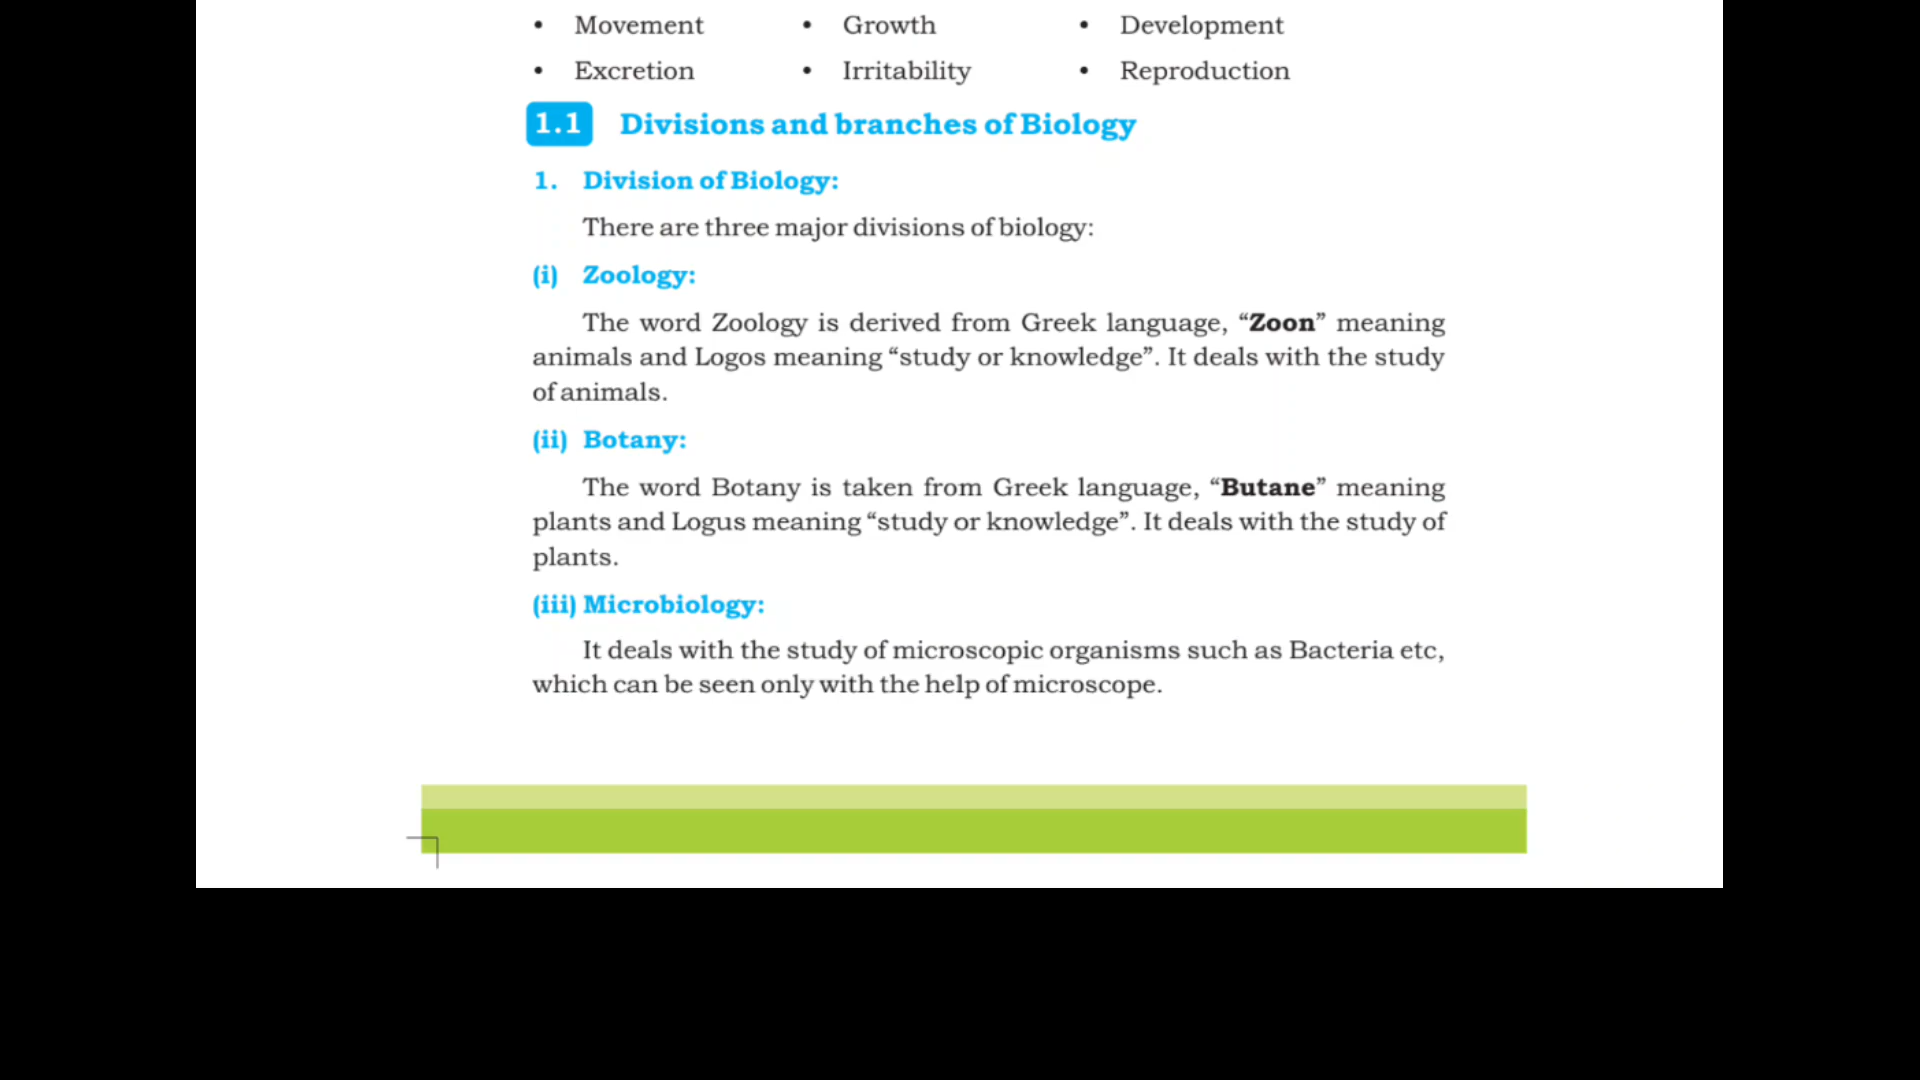 • Movement • Growth • Development
• Excretion • Irritability • Reproduction
1.1 Divisions and branches of Biology
1. Division of Biology:
There are three major divisions of biology:
(i) Zoology:
The word Zoology is derived from Greek language, “Zoon” meaning
animals and Logos meaning “study or knowledge”. It deals with the study
of animals.
(ii) Botany:
The word Botany is taken from Greek language, “Butane” meaning
plants and Logus meaning “study or knowledge”. It deals with the study of
plants.
(iii) Microbiology:
It deals with the study of microscopic organisms such as Bacteria etc,
which can be seen only with the help of microscope.